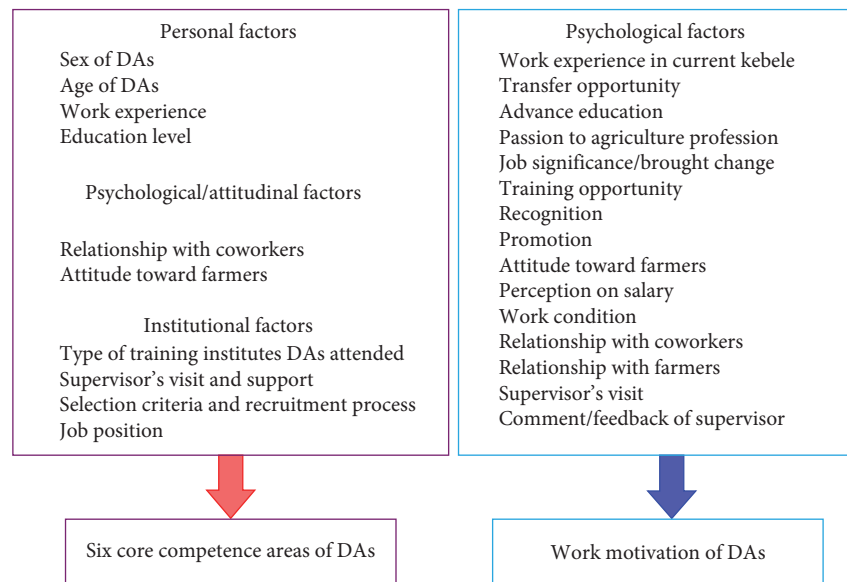 Personal factors
Sex of DAs
Age of DAs
Work experience
Education level
Psychological/attitudinal factors
Relationship with coworkers
Attitude toward farmers
Institutional factors
Type of training institutes DAs attended
Supervisor's visit and support
Selection criteria and recruitment process
Job position
Six core competence areas of DAs
Psychological factors
Work experience in current kebele
Transfer opportunity
Advance education
Passion to agriculture profession
Job significance/brought change
Training opportunity
Recognition
Promotion
Attitude toward farmers
Perception on salary
Work condition
Relationship with coworkers
Relationship with farmers
Supervisor's visit
Comment/feedback of supervisor
Work motivation of DAs